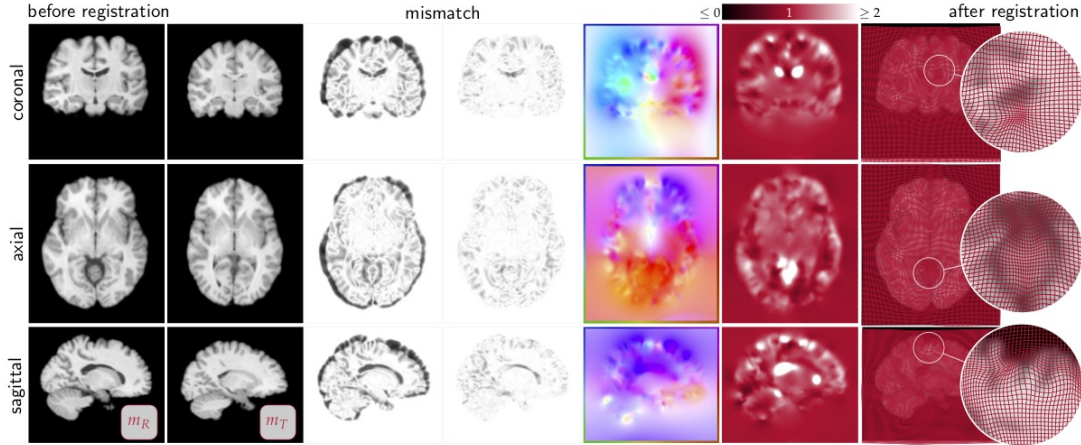 before registration mismatch ≤ 0 1 ≥ 2 after registration
coronal
axial
sagittal
m_R m_T